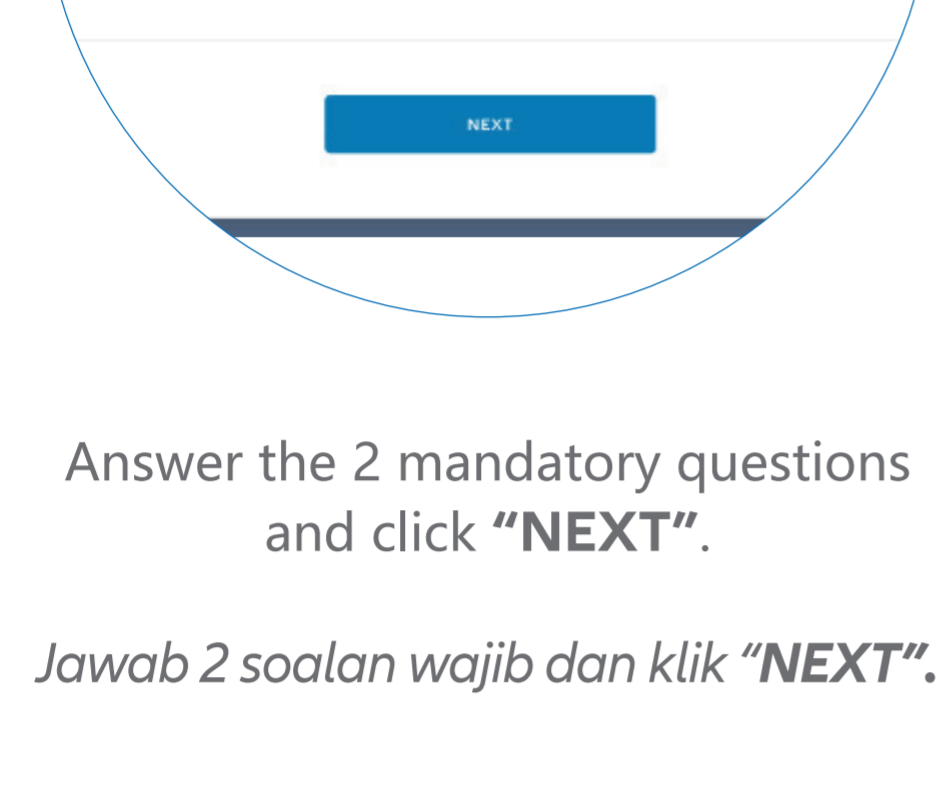 NEXT
Answer the 2 mandatory questions
and click “NEXT”.
Jawab 2 soalan wajib dan klik “NEXT”.